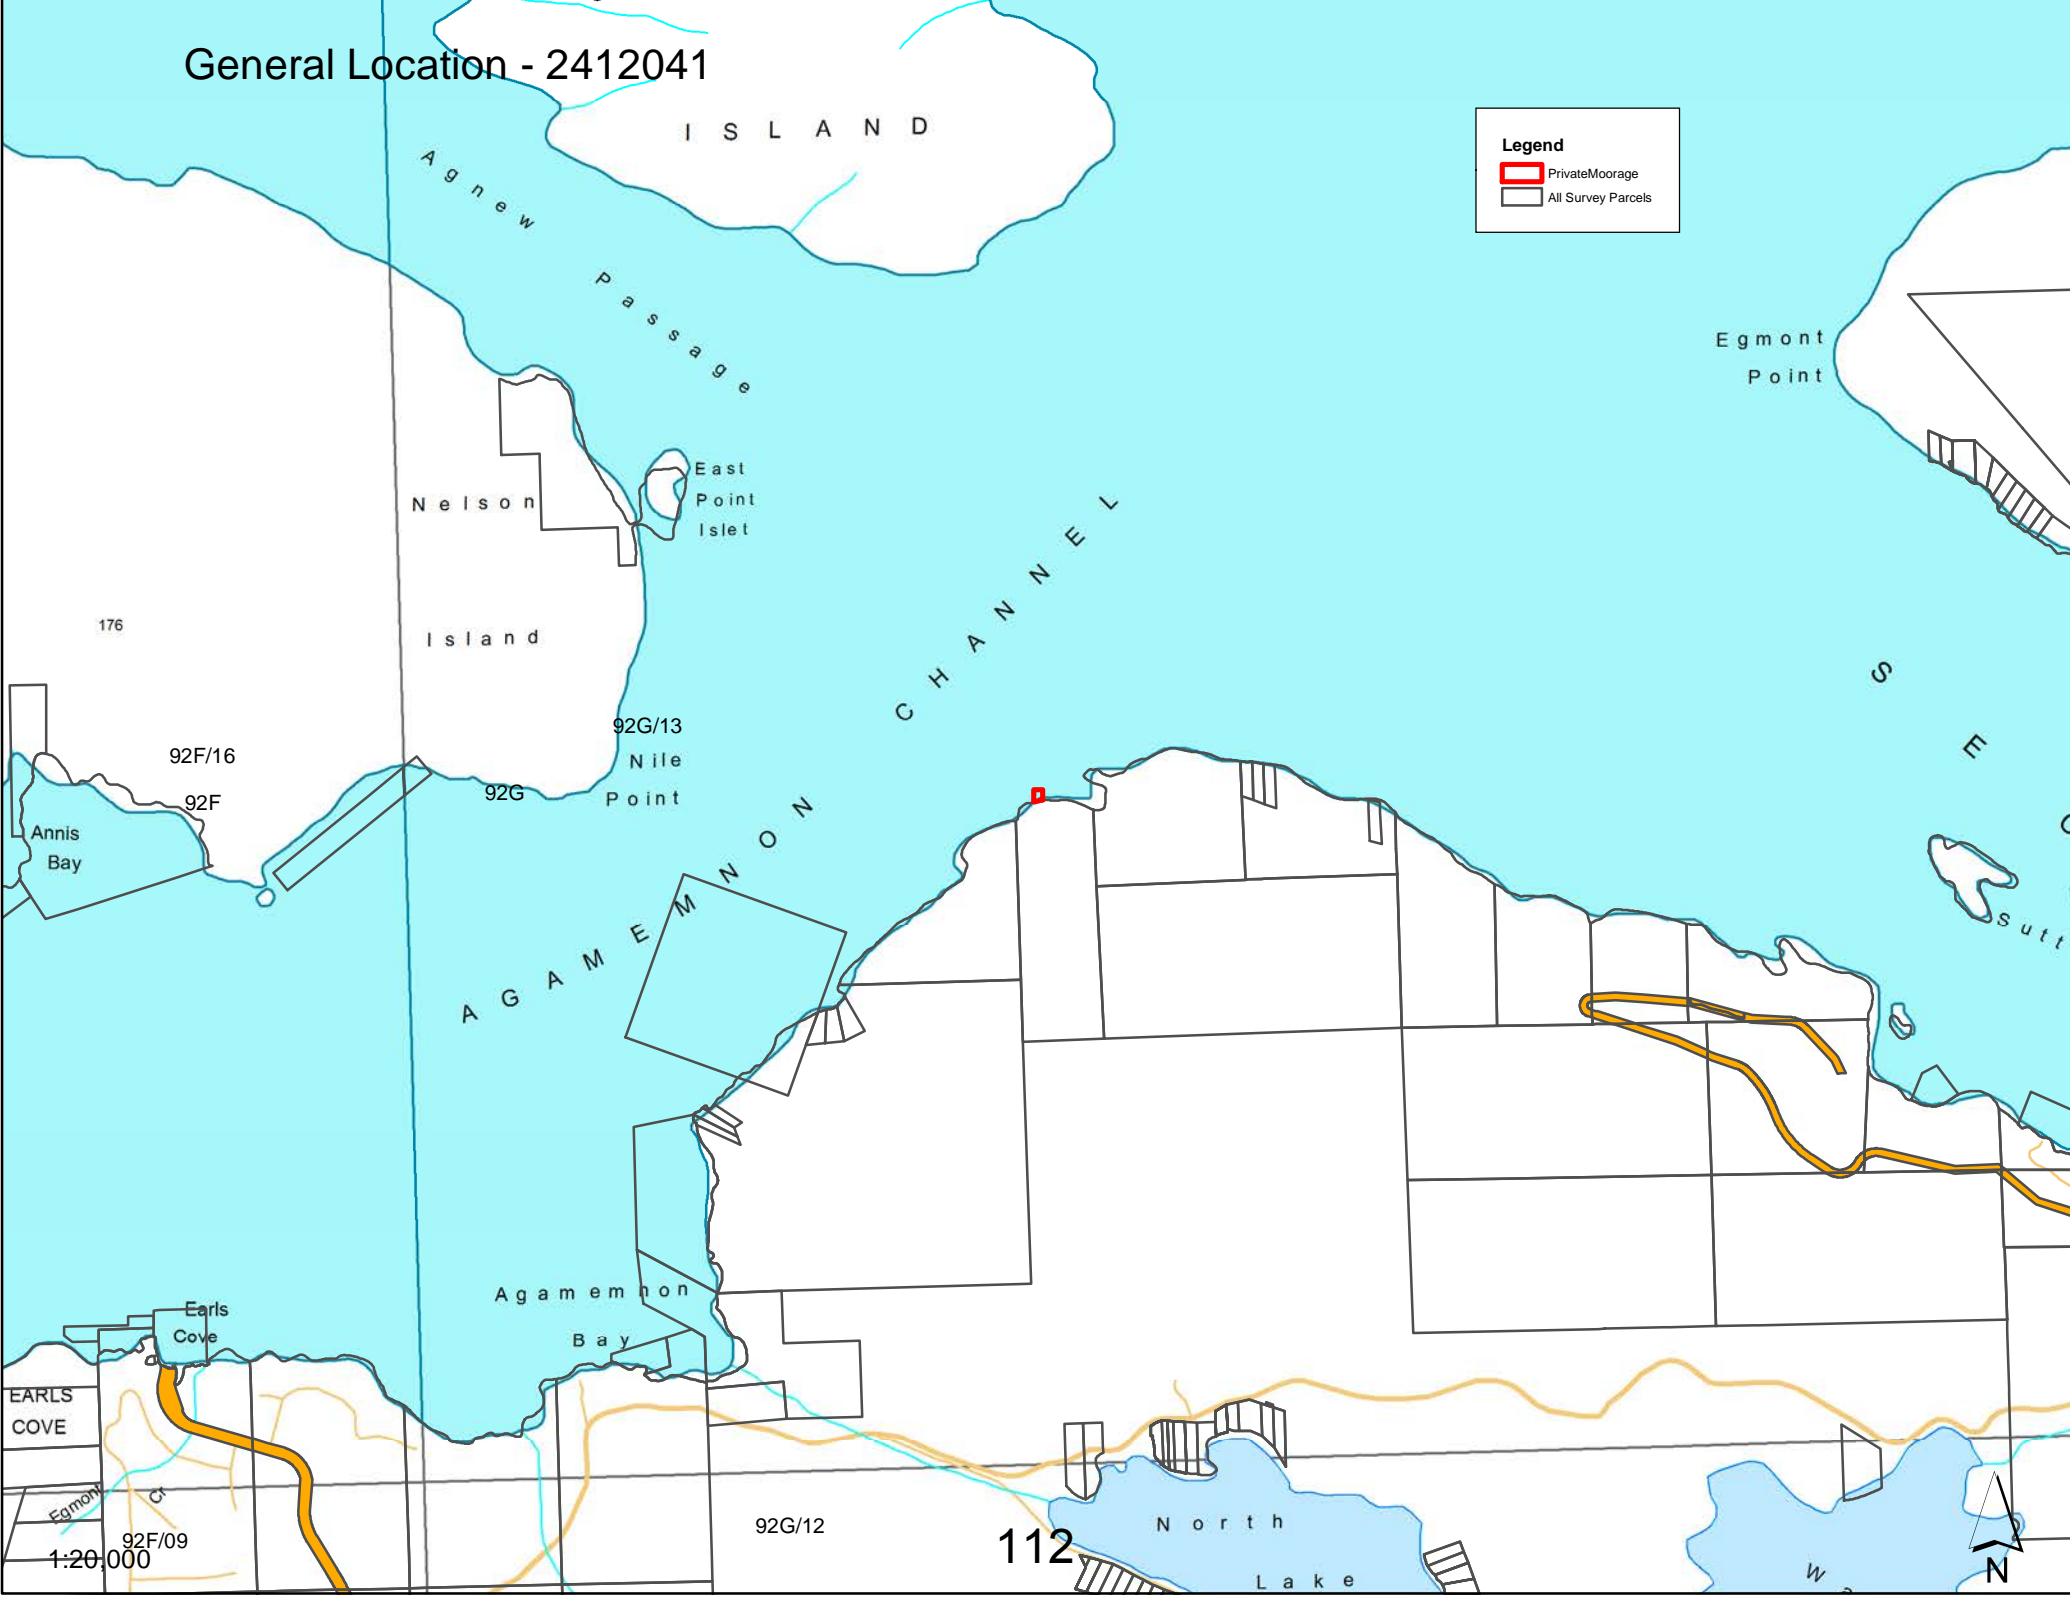 General Location - 2412041
ISLAND
Legend
PrivateMoorage
All Survey Parcels
Agnew Passage
Egmont
Point
East
Point
Islet
Nelson
Island
176
AGAMEMNON CHANNEL
92G/13
Nile
Point
92F/16
92F
92G
Annis
Bay
S E
Sutt
Agamemnon
Bay
Earls
Cove
EARLS
COVE
Egmont Cr
92F/09
1:20,000
92G/12
112
North
Lake
N